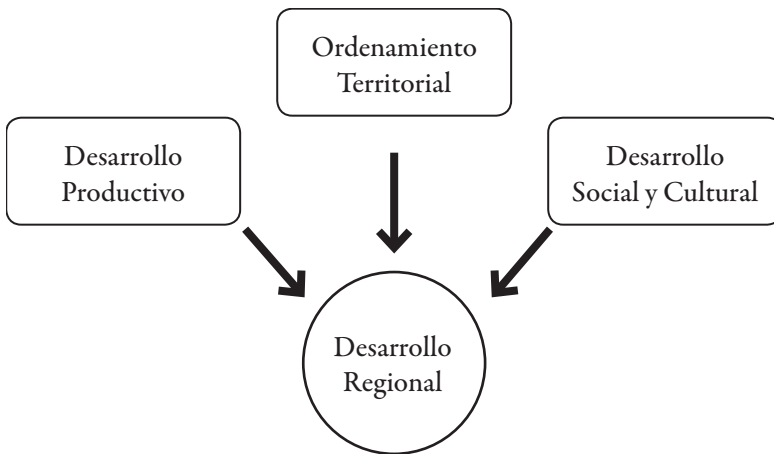 Ordenamiento
Territorial
Desarrollo
Productivo
Desarrollo
Social y Cultural
Desarrollo
Regional